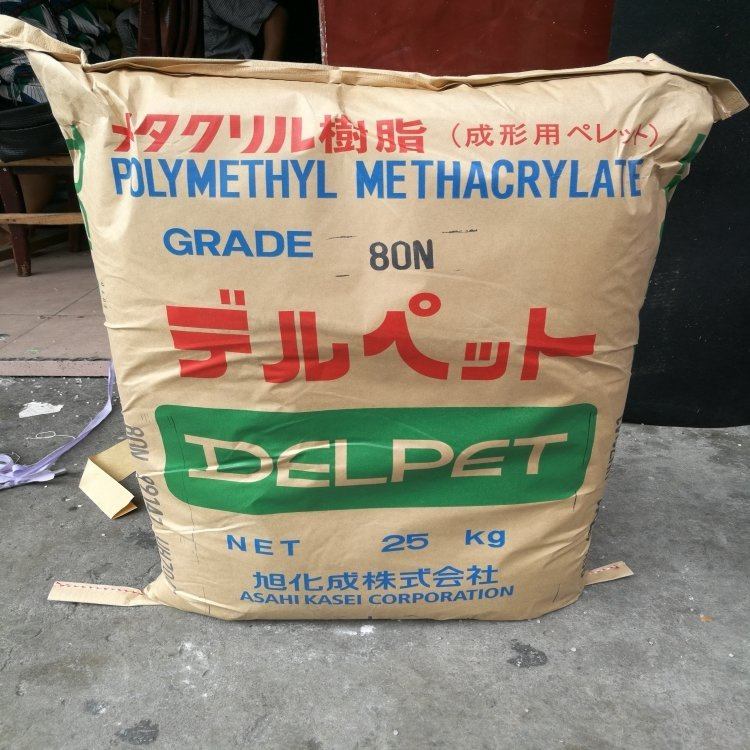 メタクリル樹脂 (成形用ペレット)
POLYMETHYL METHACRYLATE
GRADE 80N
デルペット
DELPET
NET 25 kg
旭化成株式会社
ASAHI KASEI CORPORATION
80N